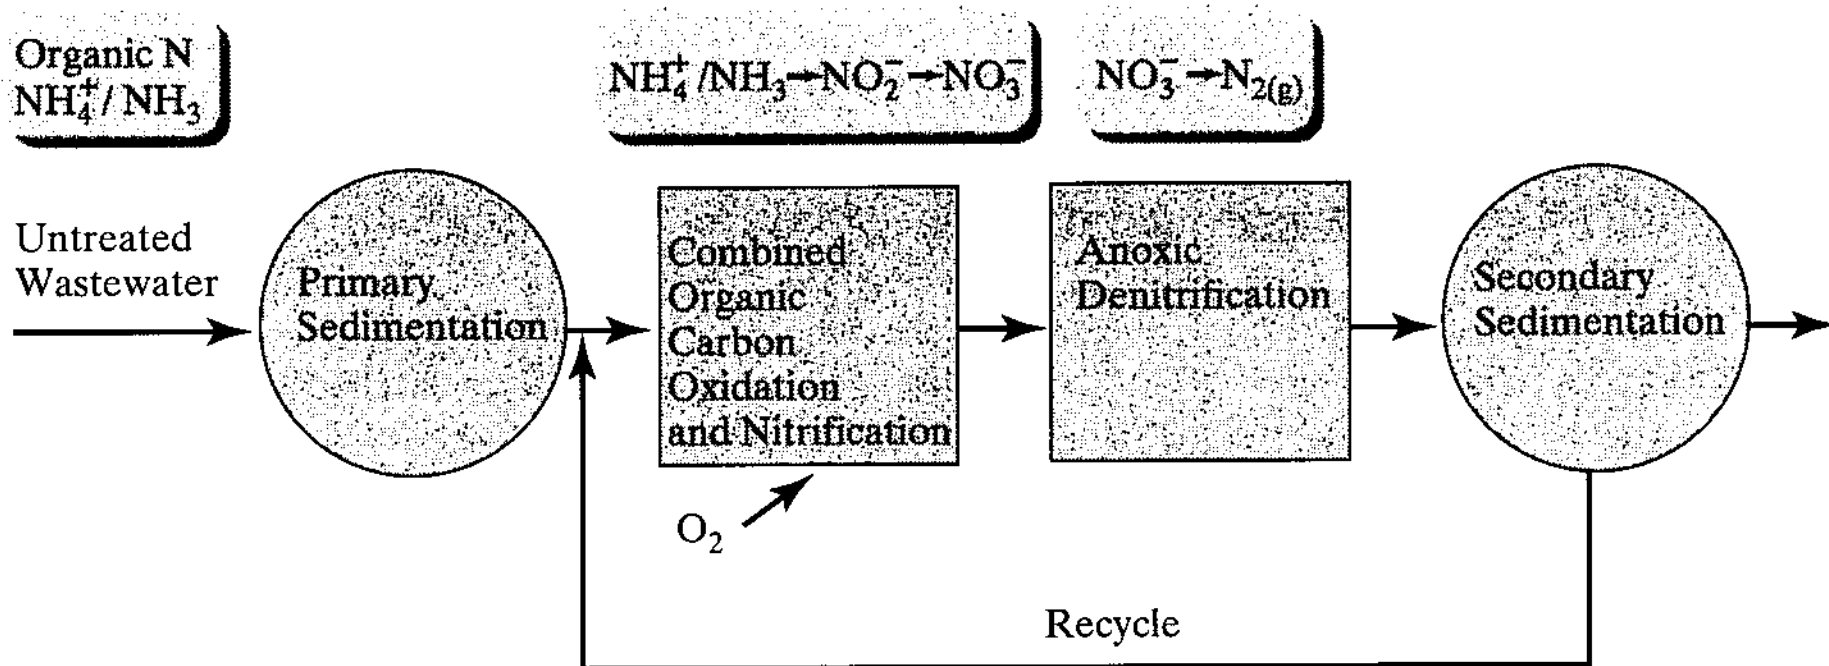 Organic N
NH₄⁺/ NH₃
NH₄⁺/NH₃→NO₂⁻→NO₃⁻
NO₃⁻→N₂(g)
Untreated
Wastewater
Primary
Sedimentation
Combined
Organic
Carbon
Oxidation
and Nitrification
Anoxic
Denitrification
Secondary
Sedimentation
O₂
Recycle